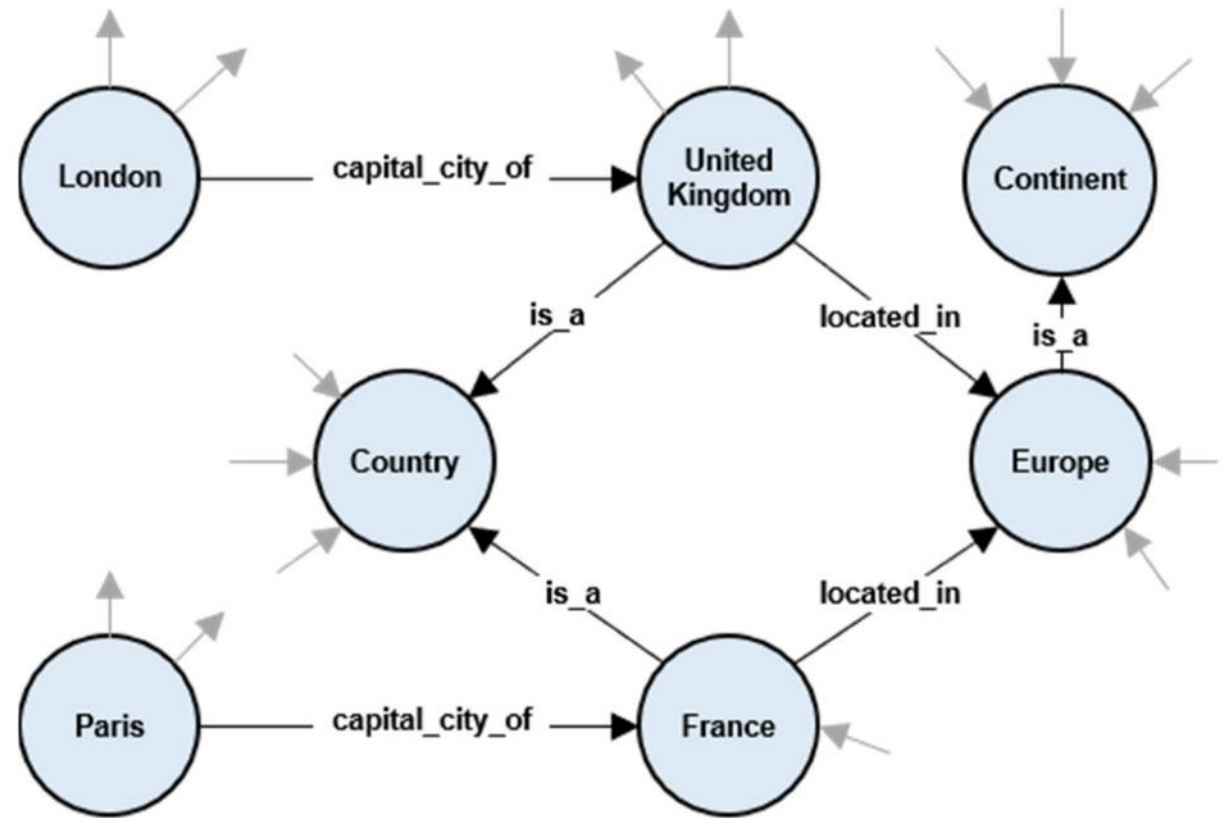 London
capital_city_of
United
Kingdom
Continent
is_a
located_in
is_a
Country
Europe
is_a
located_in
Paris
capital_city_of
France